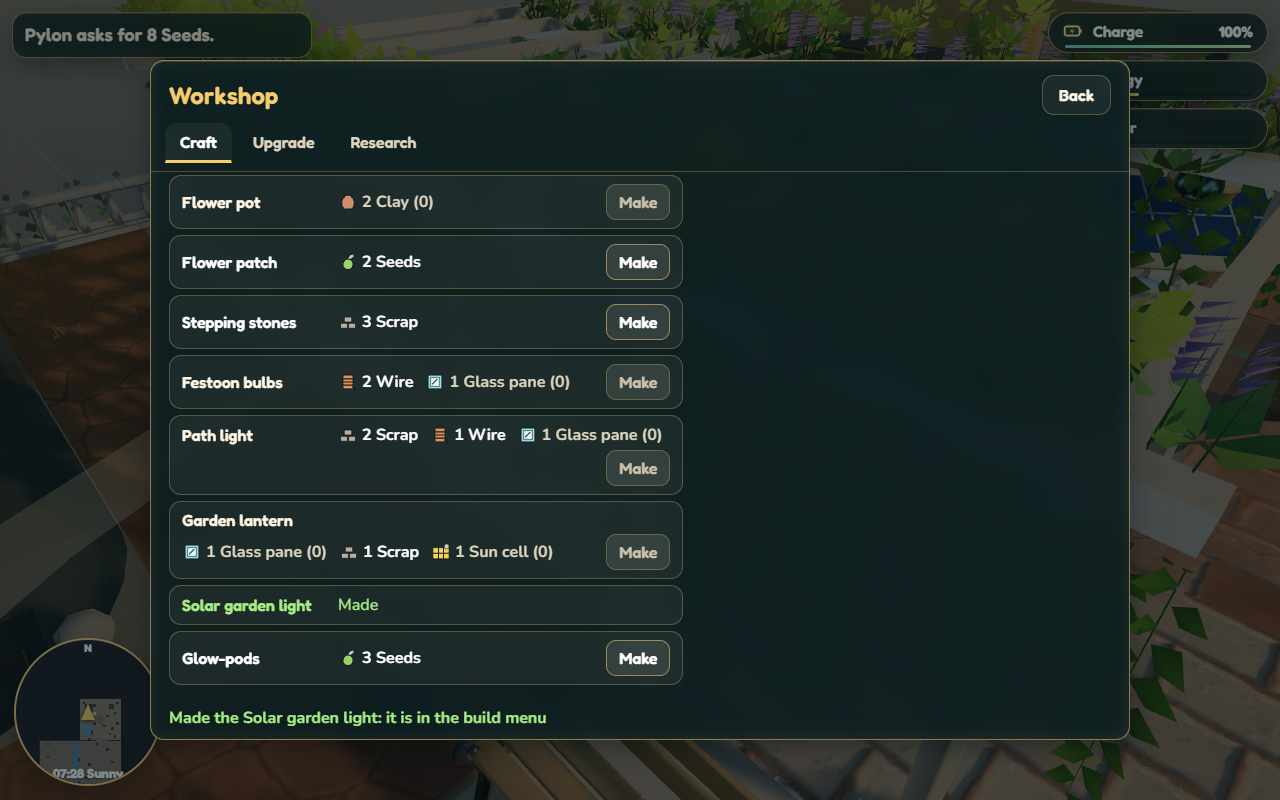 Pylon asks for 8 Seeds.
Charge 100%
Workshop
Back
Craft Upgrade Research
Flower pot 2 Clay (0) Make
Flower patch 2 Seeds Make
Stepping stones 3 Scrap Make
Festoon bulbs 2 Wire 1 Glass pane (0) Make
Path light 2 Scrap 1 Wire 1 Glass pane (0)
Make
Garden lantern
1 Glass pane (0) 1 Scrap 1 Sun cell (0) Make
Solar garden light Made
Glow-pods 3 Seeds Make
Made the Solar garden light: it is in the build menu
N
07:28 Sunny